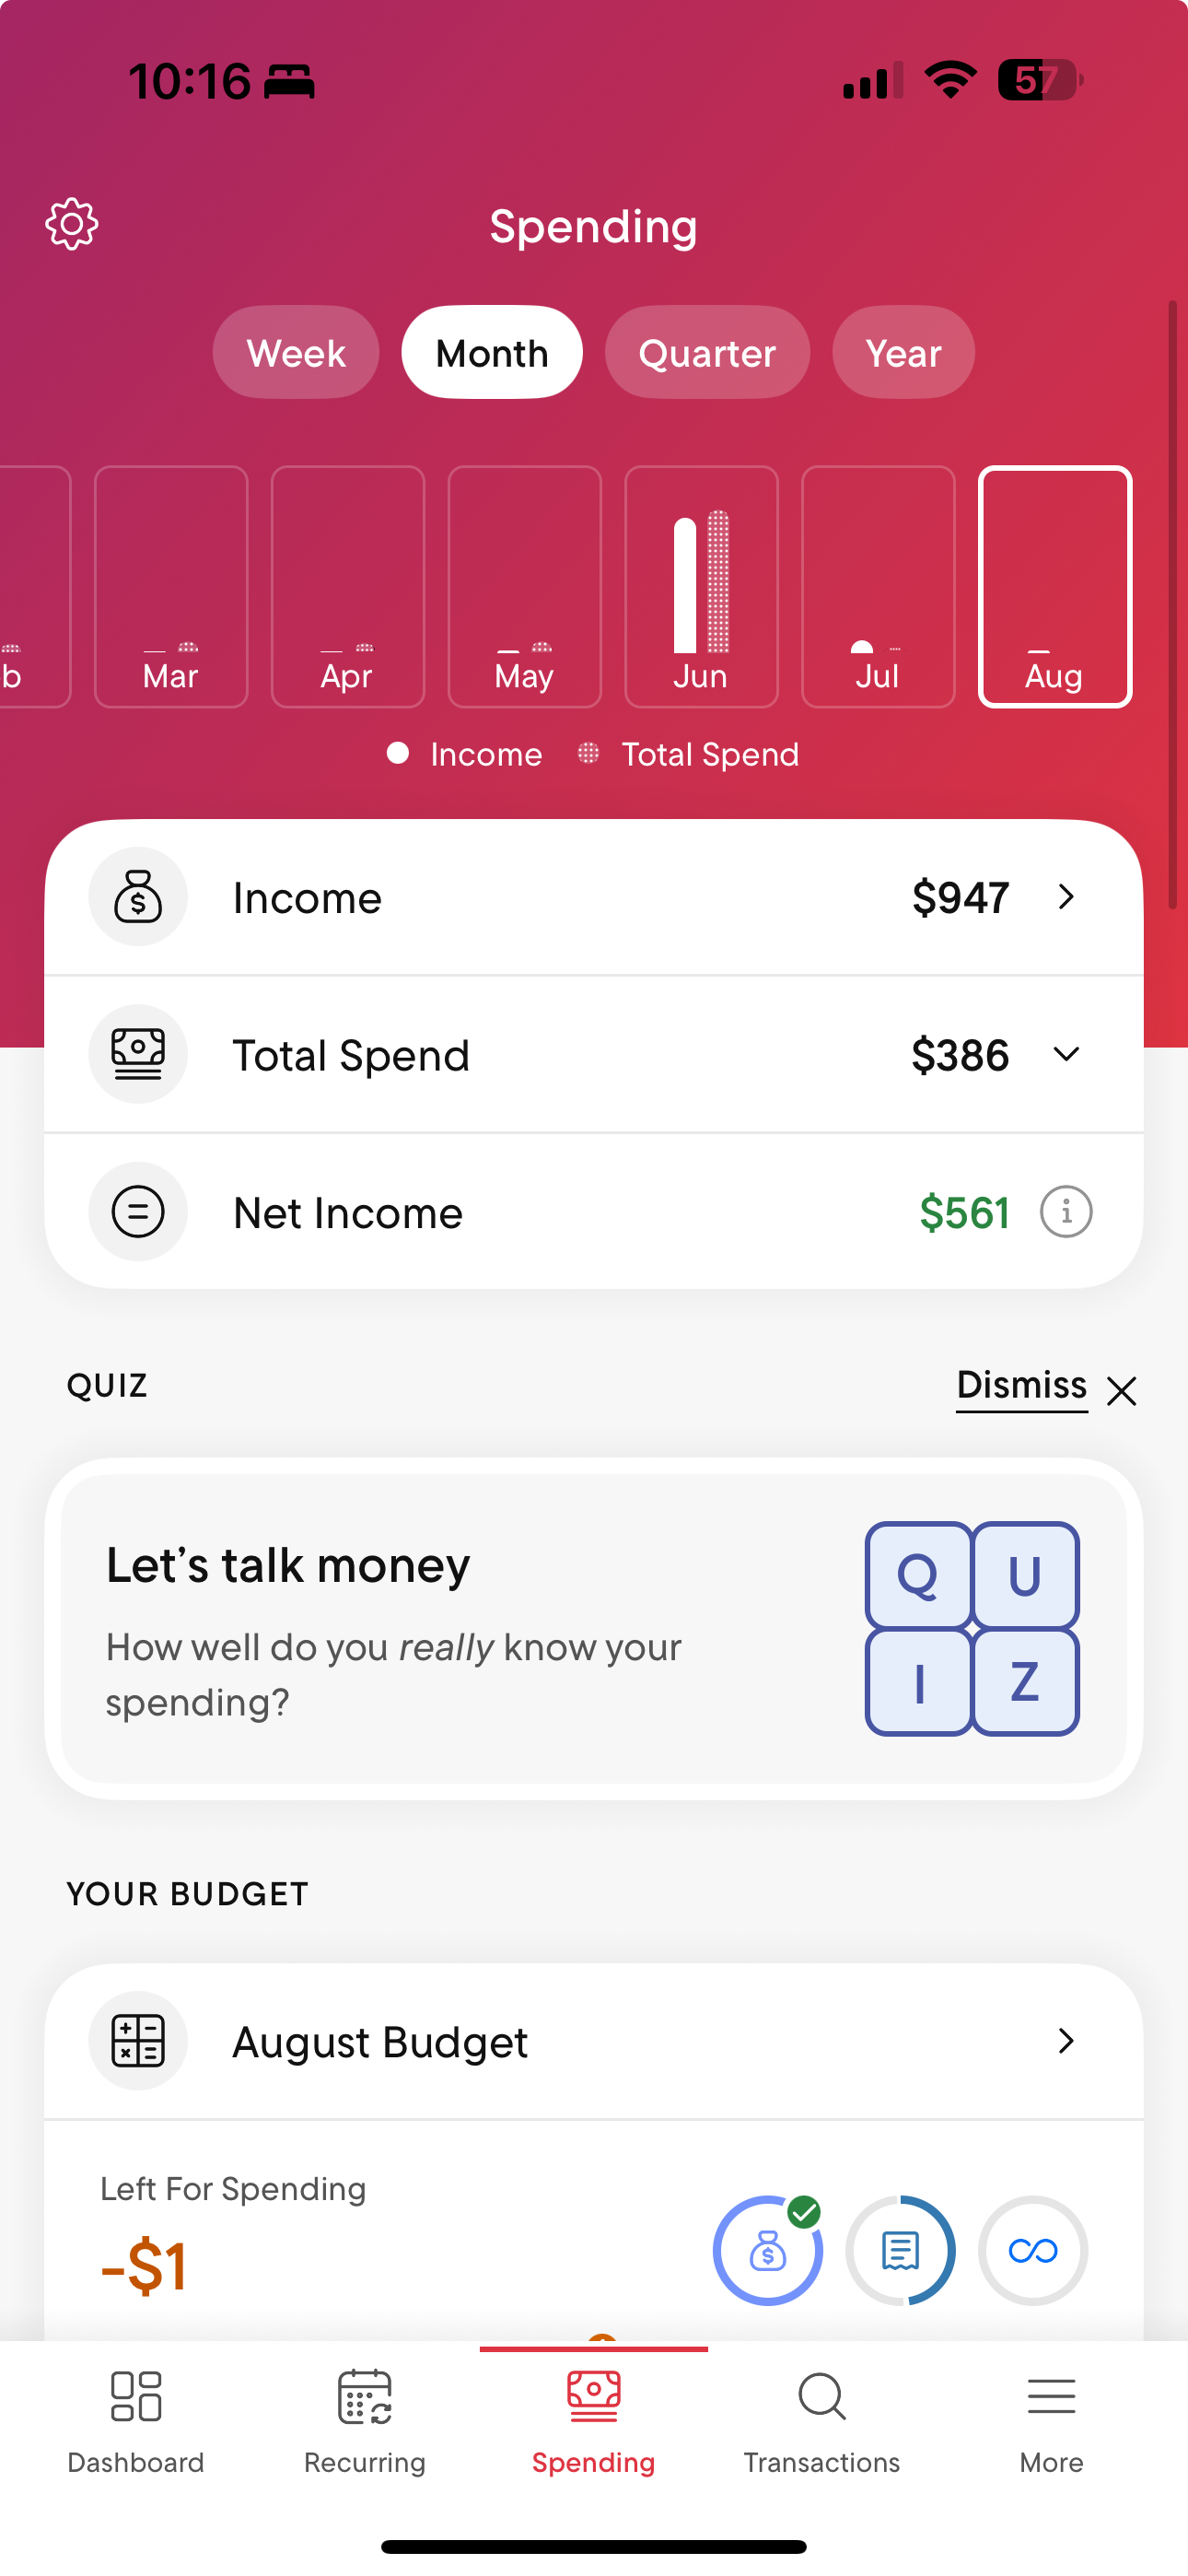 10:16
57
Spending
Week Month Quarter Year
b Mar Apr May Jun Jul Aug
Income Total Spend
Income $947
Total Spend $386
Net Income $561
QUIZ Dismiss
Let’s talk money
How well do you really know your
spending?
Q U
I Z
YOUR BUDGET
August Budget
Left For Spending
-$1
Dashboard Recurring Spending Transactions More